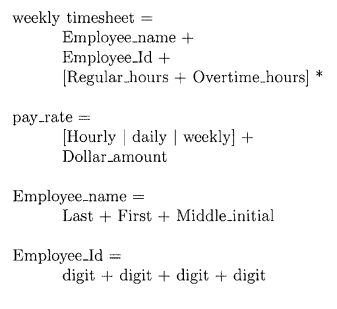 weekly timesheet =
Employee_name +
Employee_Id +
[Regular_hours + Overtime_hours] *
pay_rate =
[Hourly | daily | weekly] +
Dollar_amount
Employee_name =
Last + First + Middle_initial
Employee_Id =
digit + digit + digit + digit